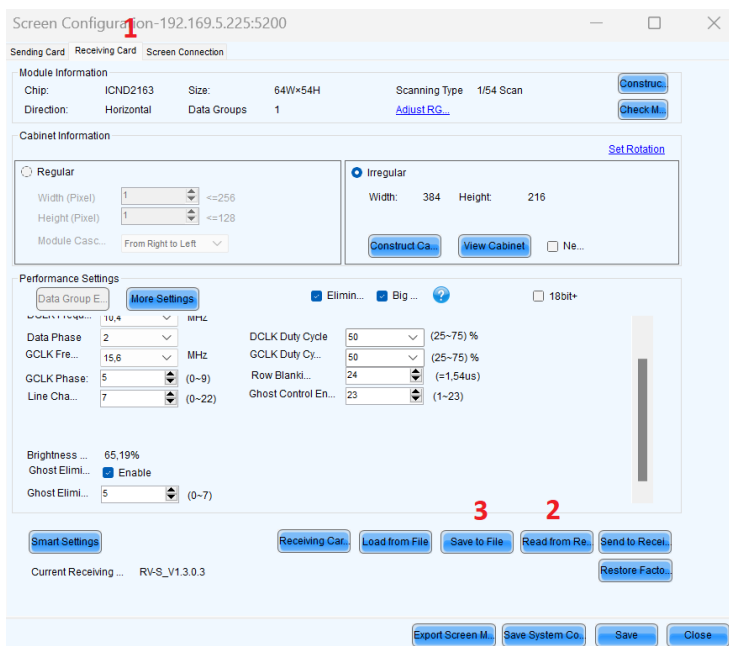 Screen Configuration-192.169.5.225:5200
1
Sending Card Receiving Card Screen Connection
Module Information
Chip: ICND2163 Size: 64W×54H Scanning Type 1/54 Scan Construc...
Direction: Horizontal Data Groups 1 Adjust RG... Check M...
Cabinet Information
Set Rotation
Regular Irregular
Width (Pixel) 1 <=256 Width: 384 Height: 216
Height (Pixel) 1 <=128
Module Casc... From Right to Left Construct Ca... View Cabinet Ne...
Performance Settings
Data Group E... More Settings Elimin... Big ... ? 18bit+
DCLK Frequ... 10,4 MHz
Data Phase 2 DCLK Duty Cycle 50 (25~75) %
GCLK Fre... 15,6 MHz GCLK Duty Cy... 50 (25~75) %
GCLK Phase: 5 (0~9) Row Blanki... 24 (=1,54us)
Line Cha... 7 (0~22) Ghost Control En... 23 (1~23)
Brightness ... 65,19%
Ghost Elimi... Enable
Ghost Elimi... 5 (0~7)
3 2
Smart Settings Receiving Car... Load from File Save to File Read from Re... Send to Recei...
Current Receiving ... RV-S_V1.3.0.3 Restore Facto...
Export Screen M... Save System Co... Save Close